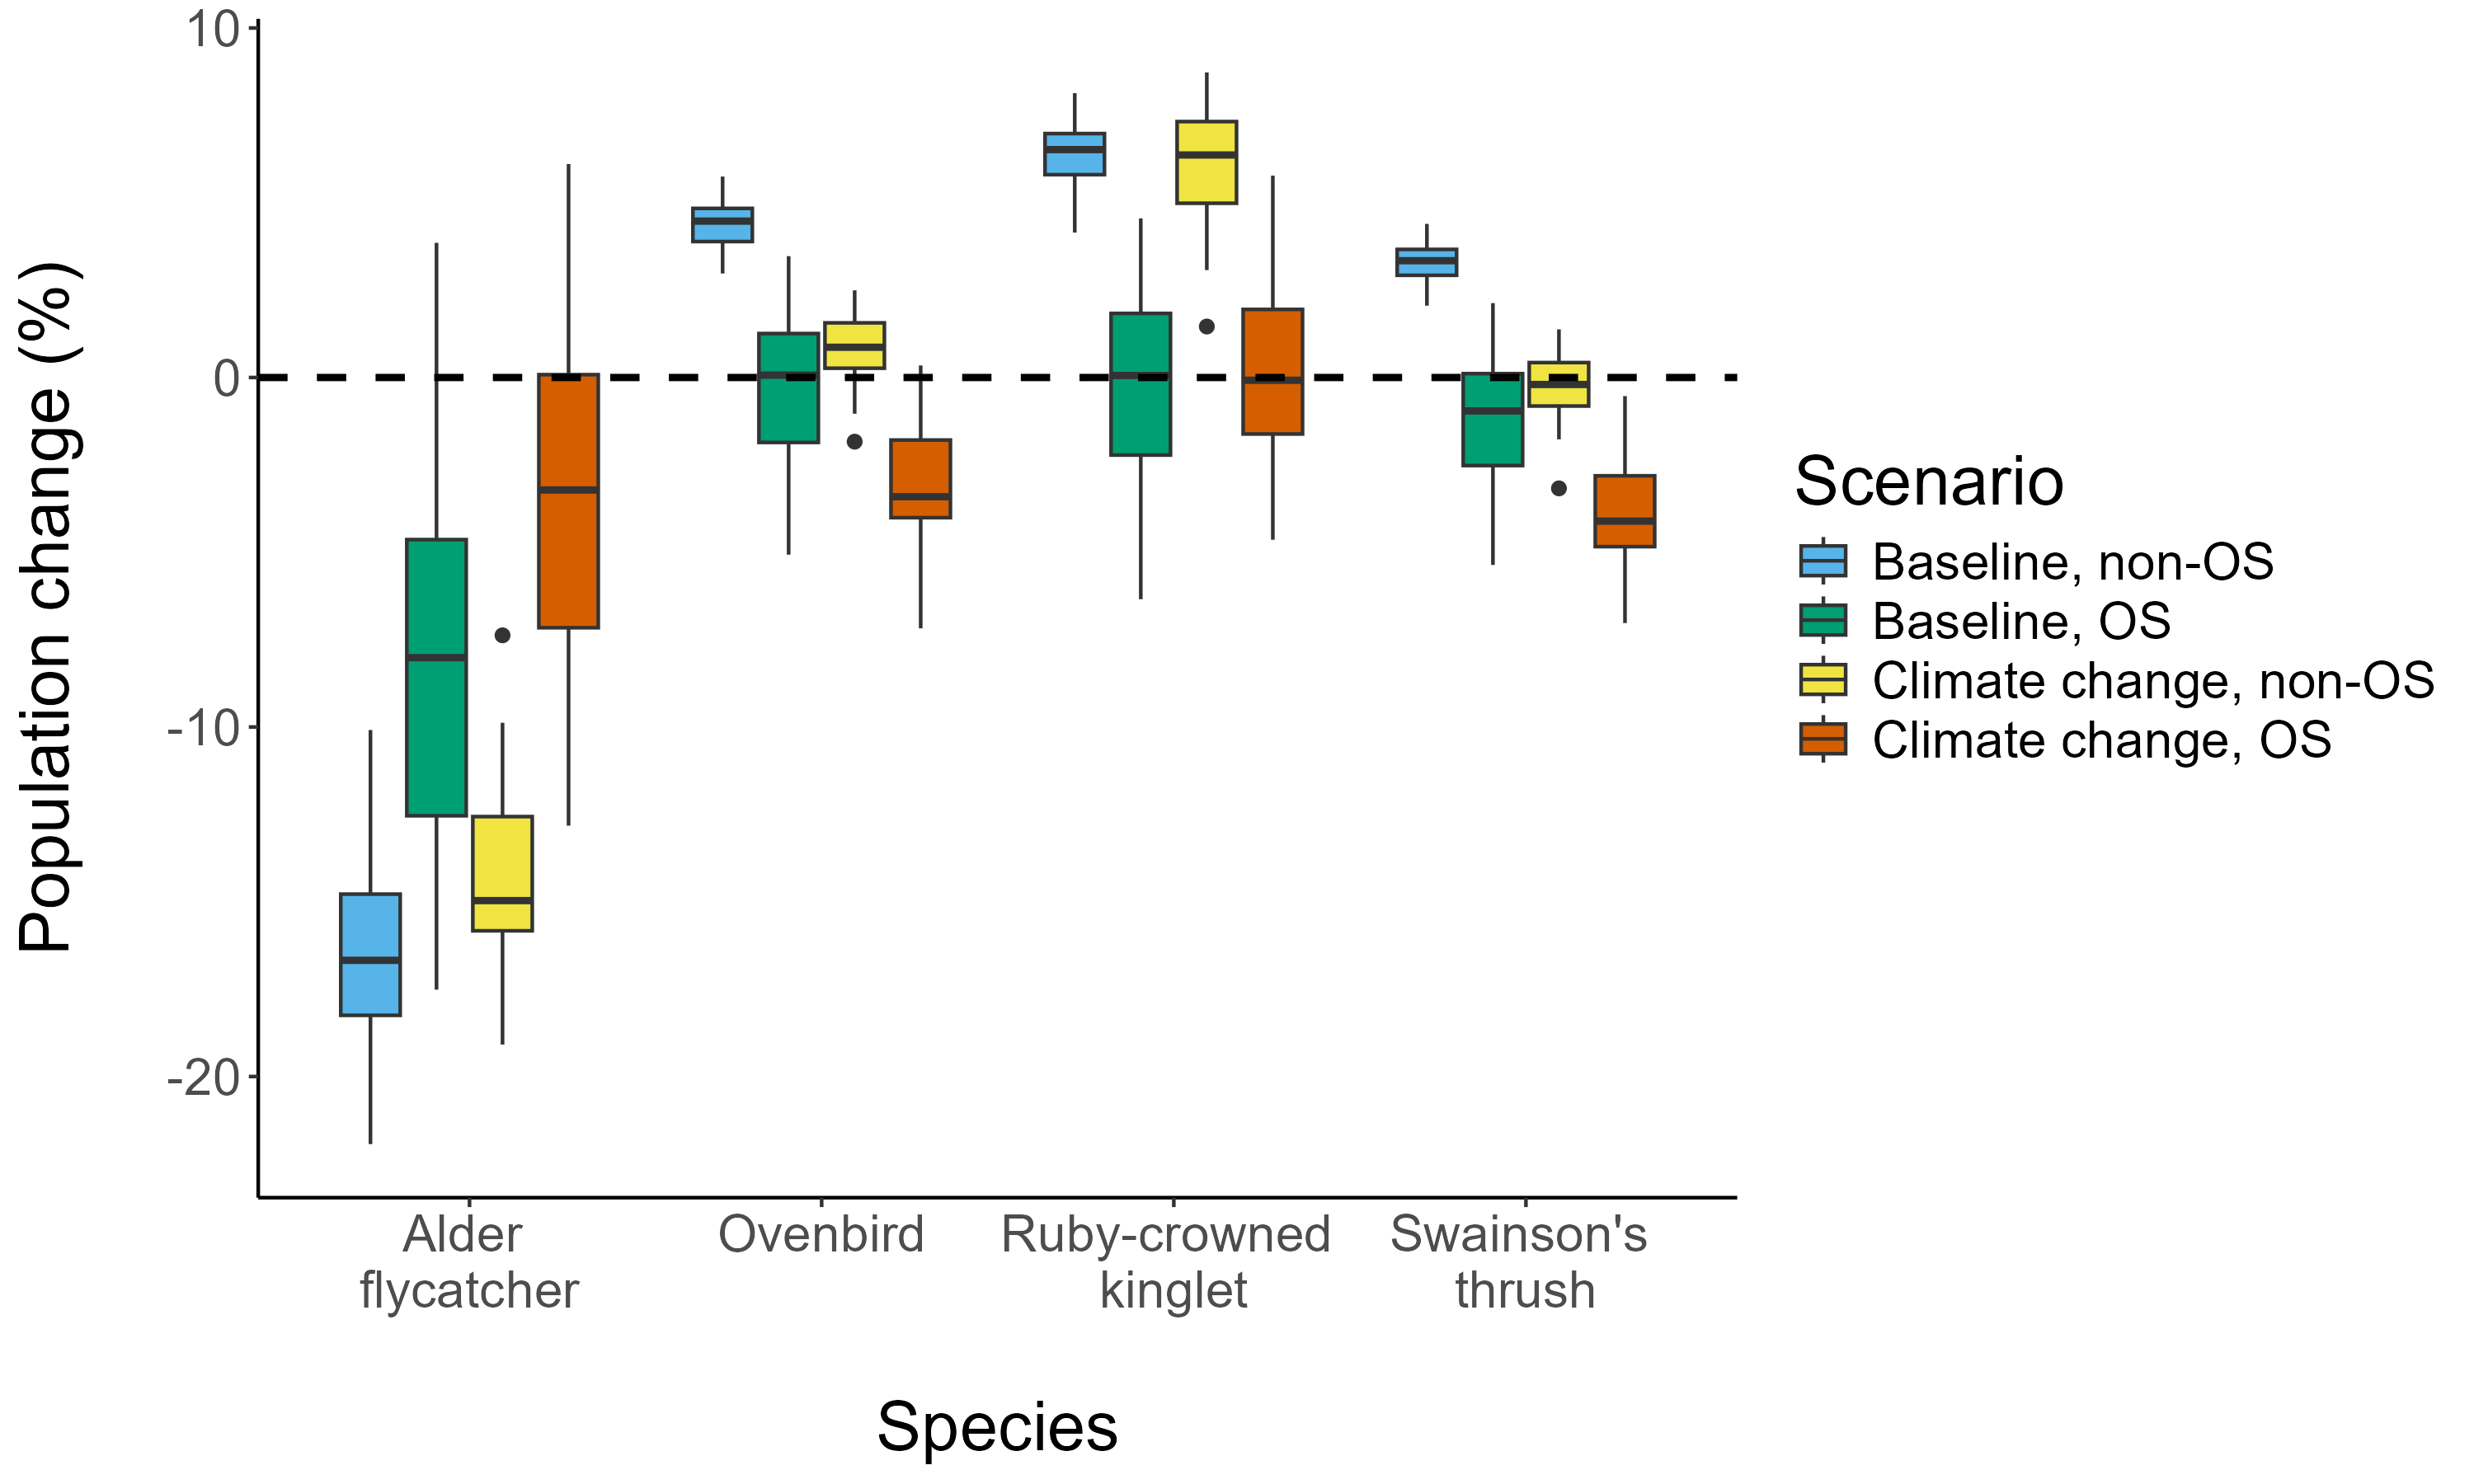 Population change (%)
10
0
-10
-20
Alder
flycatcher
Ovenbird
Ruby-crowned
kinglet
Swainson's
thrush
Species
Scenario
Baseline, non-OS
Baseline, OS
Climate change, non-OS
Climate change, OS